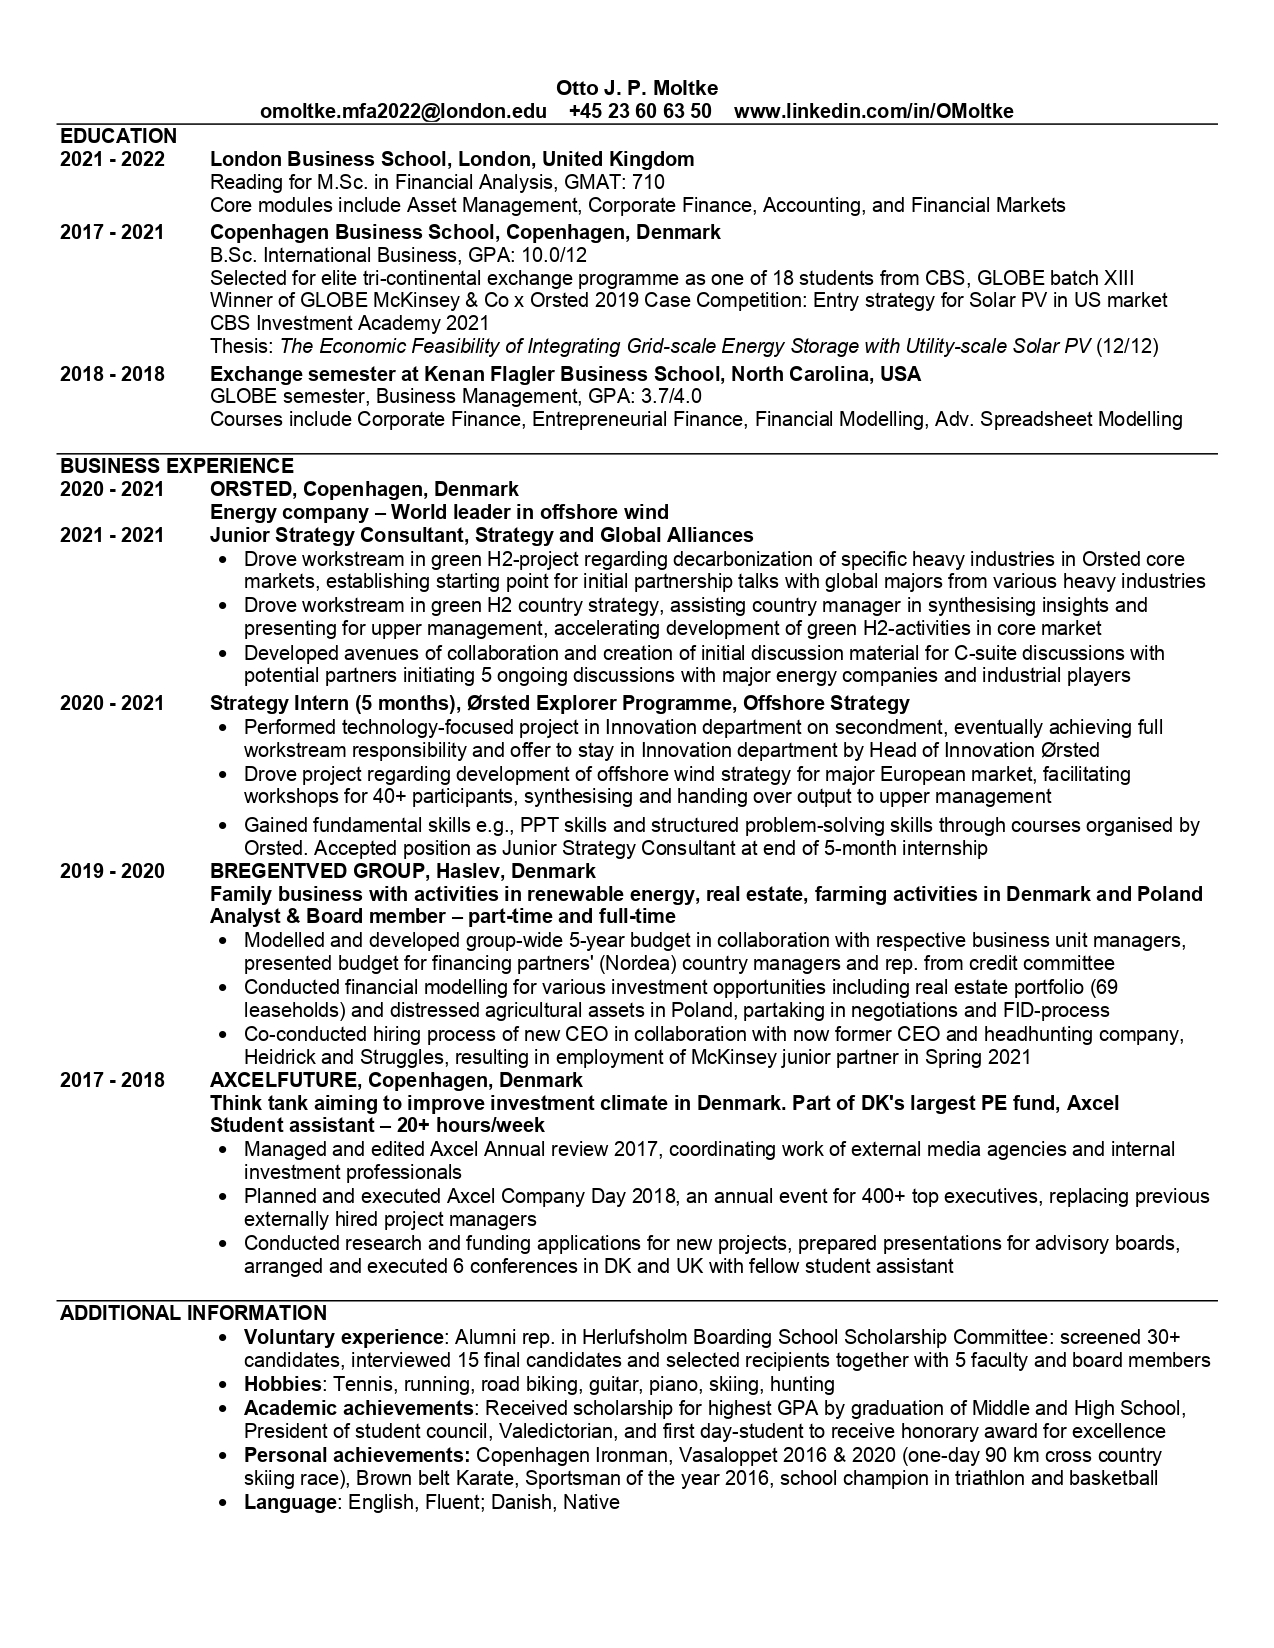 Otto J. P. Moltke
omoltke.mfa2022@london.edu +45 23 60 63 50 www.linkedin.com/in/OMoltke
EDUCATION
2021 - 2022 London Business School, London, United Kingdom
Reading for M.Sc. in Financial Analysis, GMAT: 710
Core modules include Asset Management, Corporate Finance, Accounting, and Financial Markets
2017 - 2021 Copenhagen Business School, Copenhagen, Denmark
B.Sc. International Business, GPA: 10.0/12
Selected for elite tri-continental exchange programme as one of 18 students from CBS, GLOBE batch XIII
Winner of GLOBE McKinsey & Co x Orsted 2019 Case Competition: Entry strategy for Solar PV in US market
CBS Investment Academy 2021
Thesis: The Economic Feasibility of Integrating Grid-scale Energy Storage with Utility-scale Solar PV (12/12)
2018 - 2018 Exchange semester at Kenan Flagler Business School, North Carolina, USA
GLOBE semester, Business Management, GPA: 3.7/4.0
Courses include Corporate Finance, Entrepreneurial Finance, Financial Modelling, Adv. Spreadsheet Modelling
BUSINESS EXPERIENCE
2020 - 2021 ORSTED, Copenhagen, Denmark
Energy company – World leader in offshore wind
2021 - 2021 Junior Strategy Consultant, Strategy and Global Alliances
• Drove workstream in green H2-project regarding decarbonization of specific heavy industries in Orsted core
markets, establishing starting point for initial partnership talks with global majors from various heavy industries
• Drove workstream in green H2 country strategy, assisting country manager in synthesising insights and
presenting for upper management, accelerating development of green H2-activities in core market
• Developed avenues of collaboration and creation of initial discussion material for C-suite discussions with
potential partners initiating 5 ongoing discussions with major energy companies and industrial players
2020 - 2021 Strategy Intern (5 months), Ørsted Explorer Programme, Offshore Strategy
• Performed technology-focused project in Innovation department on secondment, eventually achieving full
workstream responsibility and offer to stay in Innovation department by Head of Innovation Ørsted
• Drove project regarding development of offshore wind strategy for major European market, facilitating
workshops for 40+ participants, synthesising and handing over output to upper management
• Gained fundamental skills e.g., PPT skills and structured problem-solving skills through courses organised by
Orsted. Accepted position as Junior Strategy Consultant at end of 5-month internship
2019 - 2020 BREGENTVED GROUP, Haslev, Denmark
Family business with activities in renewable energy, real estate, farming activities in Denmark and Poland
Analyst & Board member – part-time and full-time
• Modelled and developed group-wide 5-year budget in collaboration with respective business unit managers,
presented budget for financing partners' (Nordea) country managers and rep. from credit committee
• Conducted financial modelling for various investment opportunities including real estate portfolio (69
leaseholds) and distressed agricultural assets in Poland, partaking in negotiations and FID-process
• Co-conducted hiring process of new CEO in collaboration with now former CEO and headhunting company,
Heidrick and Struggles, resulting in employment of McKinsey junior partner in Spring 2021
2017 - 2018 AXCELFUTURE, Copenhagen, Denmark
Think tank aiming to improve investment climate in Denmark. Part of DK's largest PE fund, Axcel
Student assistant – 20+ hours/week
• Managed and edited Axcel Annual review 2017, coordinating work of external media agencies and internal
investment professionals
• Planned and executed Axcel Company Day 2018, an annual event for 400+ top executives, replacing previous
externally hired project managers
• Conducted research and funding applications for new projects, prepared presentations for advisory boards,
arranged and executed 6 conferences in DK and UK with fellow student assistant
ADDITIONAL INFORMATION
• Voluntary experience: Alumni rep. in Herlufsholm Boarding School Scholarship Committee: screened 30+
candidates, interviewed 15 final candidates and selected recipients together with 5 faculty and board members
• Hobbies: Tennis, running, road biking, guitar, piano, skiing, hunting
• Academic achievements: Received scholarship for highest GPA by graduation of Middle and High School,
President of student council, Valedictorian, and first day-student to receive honorary award for excellence
• Personal achievements: Copenhagen Ironman, Vasaloppet 2016 & 2020 (one-day 90 km cross country
skiing race), Brown belt Karate, Sportsman of the year 2016, school champion in triathlon and basketball
• Language: English, Fluent; Danish, Native